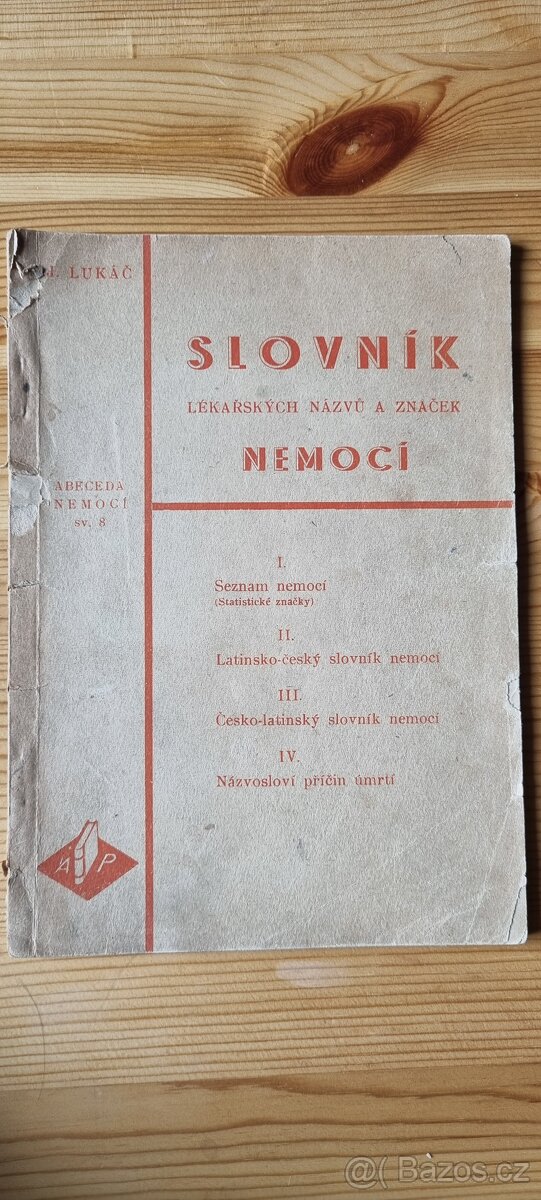 LUKÁČ
SLOVNÍK
LÉKAŘSKÝCH NÁZVŮ A ZNAČEK
NEMOCÍ
ABECEDA
NEMOCÍ
sv. 8
I.
Seznam nemocí
(Statistické značky)
II.
Latinsko-český slovník nemocí
III.
Česko-latinský slovník nemocí
IV.
Názvosloví příčin úmrtí
A P
@( Bazos.cz